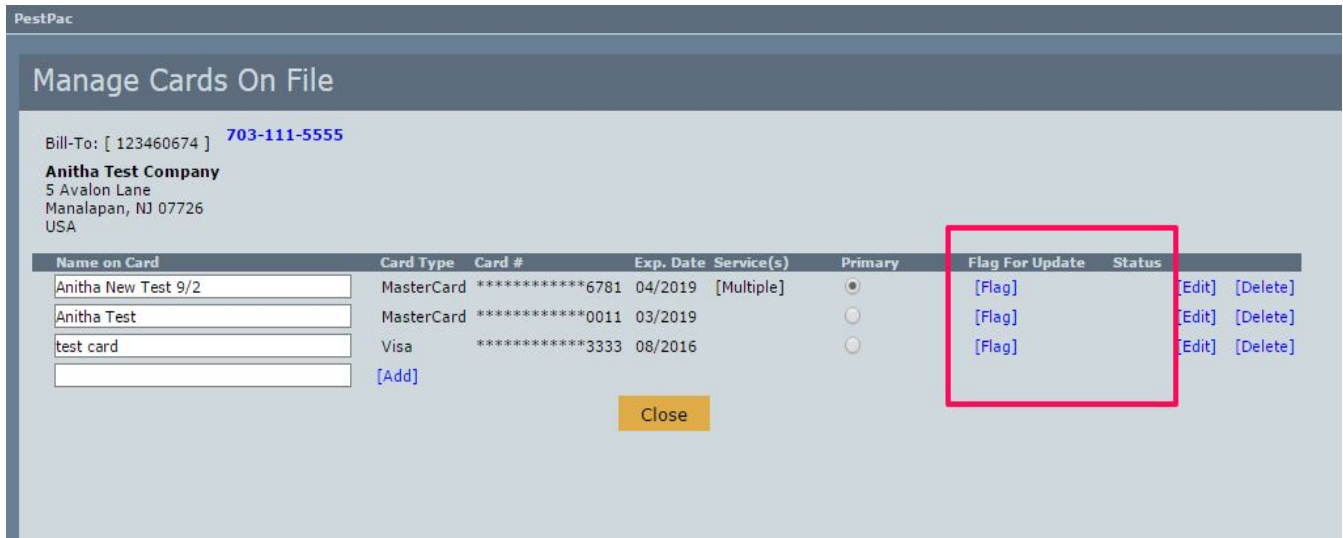 PestPac
Manage Cards On File
Bill-To: [ 123460674 ] 703-111-5555
Anitha Test Company
5 Avalon Lane
Manalapan, NJ 07726
USA
Name on Card Card Type Card # Exp. Date Service(s) Primary Flag For Update Status
Anitha New Test 9/2 MasterCard ************6781 04/2019 [Multiple] [Flag] [Edit] [Delete]
Anitha Test MasterCard ************0011 03/2019 [Flag] [Edit] [Delete]
test card Visa ************3333 08/2016 [Flag] [Edit] [Delete]
[Add]
Close